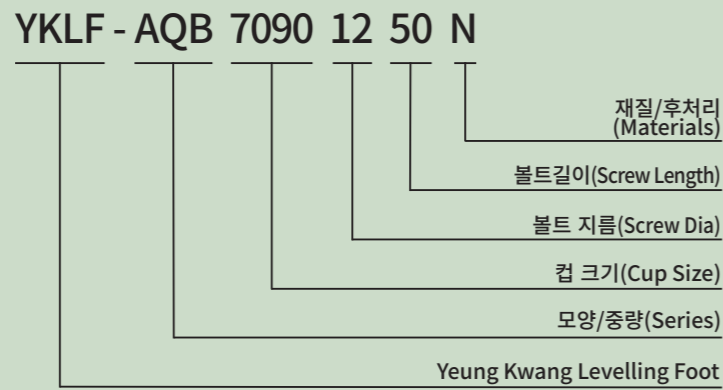 YKLF - AQB 7090 12 50 N
재질/후처리
(Materials)
볼트길이(Screw Length)
볼트 지름(Screw Dia)
컵 크기(Cup Size)
모양/중량(Series)
Yeung Kwang Levelling Foot